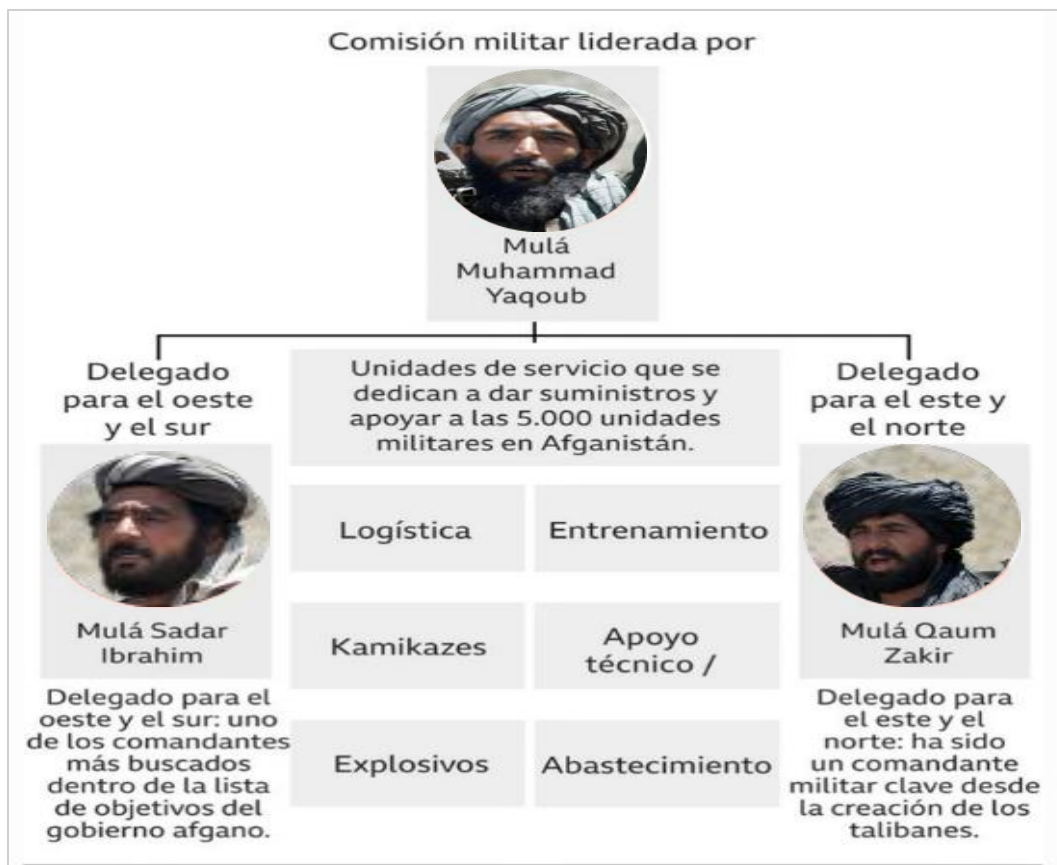 Comisión militar liderada por
Mulá
Muhammad
Yaqoub
Delegado
para el oeste
y el sur
Mulá Sadar
Ibrahim
Delegado para el
oeste y el sur: uno
de los comandantes
más buscados
dentro de la lista
de objetivos del
gobierno afgano.
Unidades de servicio que se
dedican a dar suministros y
apoyar a las 5.000 unidades
militares en Afganistán.
Logística
Entrenamiento
Kamikazes
Apoyo
técnico /
Explosivos
Abastecimiento
Delegado
para el este y
el norte
Mulá Qaum
Zakir
Delegado para
el este y el
norte: ha sido
un comandante
militar clave desde
la creación de los
talibanes.